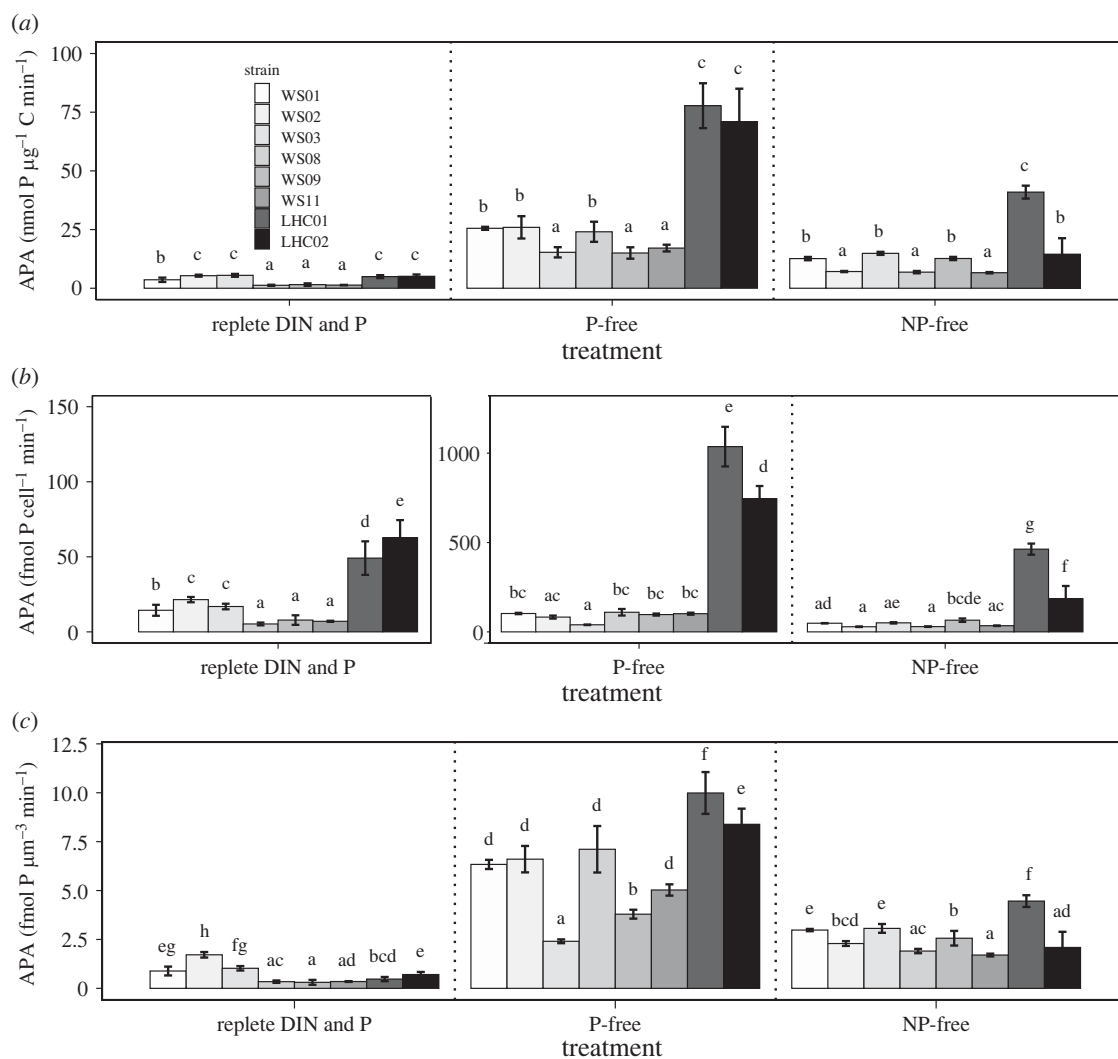 (a)
100
75
50
25
0
APA (nmol P µg⁻¹ C min⁻¹)
strain
WS01
WS02
WS03
WS08
WS09
WS11
LHC01
LHC02
b c c a a a c c
b b a b a a c c
b a b a b a c b
replete DIN and P P-free NP-free
treatment
(b)
150
100
50
0
APA (fmol P cell⁻¹ min⁻¹)
b c c a a a d e
1000
500
0
bc ac a bc bc bc e d
ad a ae a bcde ac g f
replete DIN and P P-free NP-free
treatment
(c)
12.5
10.0
7.5
5.0
2.5
0
APA (fmol P µm⁻³ min⁻¹)
eg h fg ac a ad bcd e
d d a d b d f e
e bcd e ac b a f ad
replete DIN and P P-free NP-free
treatment